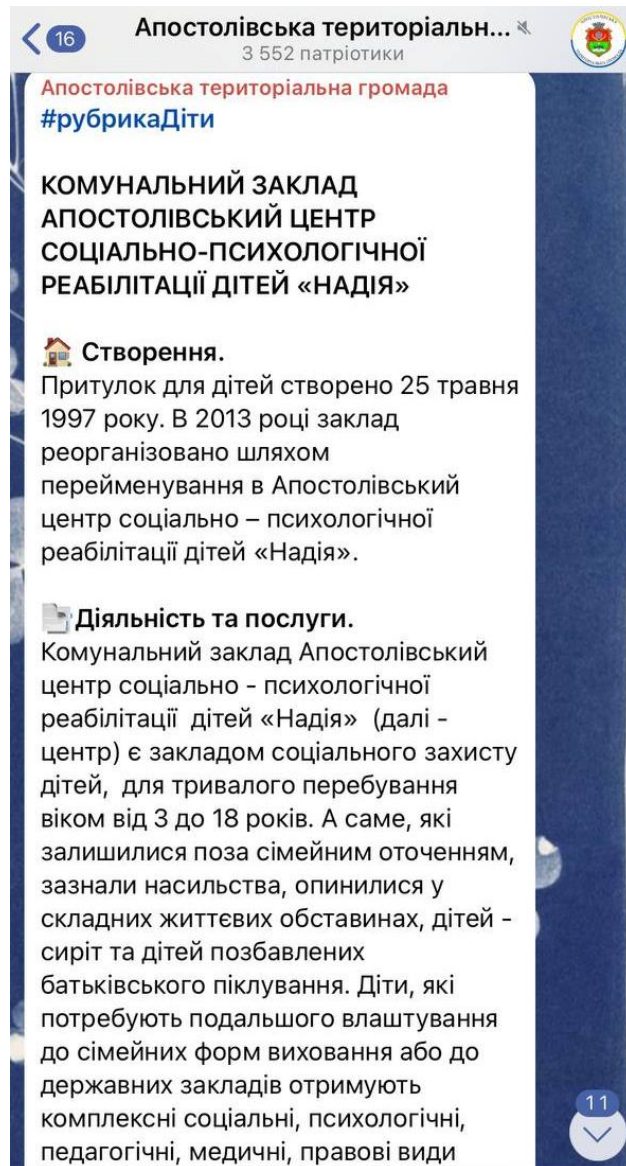 16
Апостолівська територіальн...
3 552 патріотики
Апостолівська територіальна громада
#рубрикаДіти
КОМУНАЛЬНИЙ ЗАКЛАД
АПОСТОЛІВСЬКИЙ ЦЕНТР
СОЦІАЛЬНО-ПСИХОЛОГІЧНОЇ
РЕАБІЛІТАЦІЇ ДІТЕЙ «НАДІЯ»
🏠 Створення.
Притулок для дітей створено 25 травня
1997 року. В 2013 році заклад
реорганізовано шляхом
перейменування в Апостолівський
центр соціально – психологічної
реабілітації дітей «Надія».
Діяльність та послуги.
Комунальний заклад Апостолівський
центр соціально - психологічної
реабілітації  дітей «Надія»  (далі -
центр) є закладом соціального захисту
дітей,  для тривалого перебування
віком від 3 до 18 років. А саме, які
залишилися поза сімейним оточенням,
зазнали насильства, опинилися у
складних життєвих обставинах, дітей -
сиріт та дітей позбавлених
батьківського піклування. Діти, які
потребують подальшого влаштування
до сімейних форм виховання або до
державних закладів отримують
комплексні соціальні, психологічні,
педагогічні, медичні, правові види
11